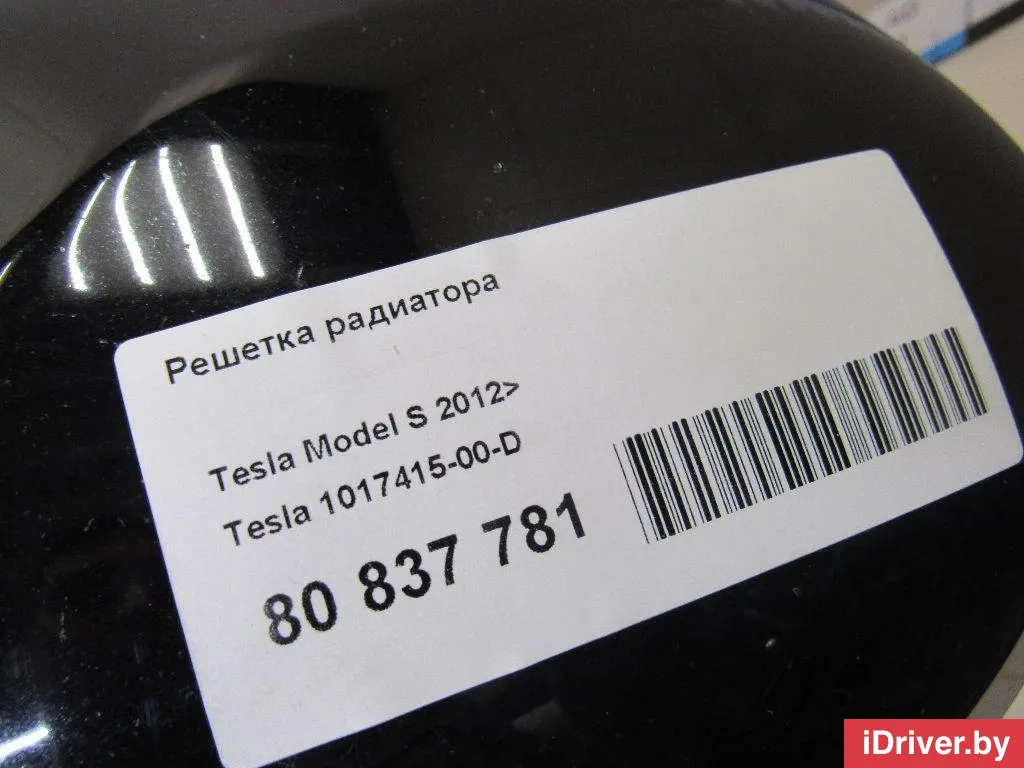 Решетка радиатора
Tesla Model S 2012>
Tesla 1017415-00-D
80 837 781
iDriver.by